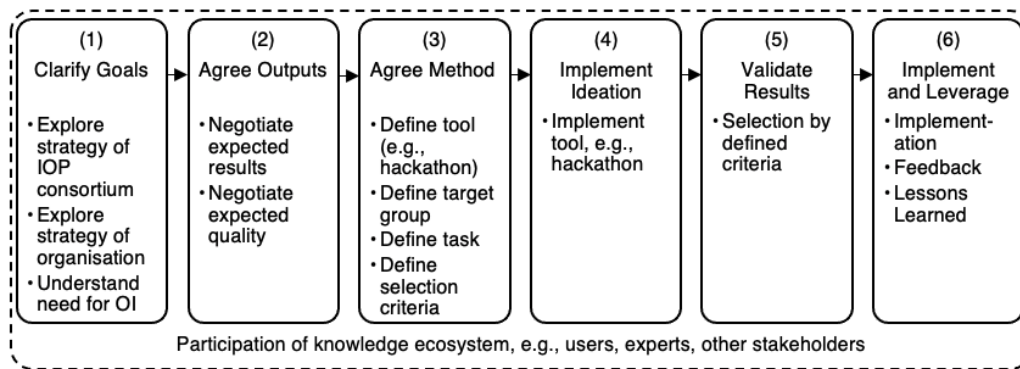 (1)
Clarify Goals
• Explore
strategy of
IOP
consortium
• Explore
strategy of
organisation
• Understand
need for OI
(2)
Agree Outputs
• Negotiate
expected
results
• Negotiate
expected
quality
(3)
Agree Method
• Define tool
(e.g.,
hackathon)
• Define target
group
• Define task
• Define
selection
criteria
(4)
Implement
Ideation
• Implement
tool, e.g.,
hackathon
(5)
Validate
Results
• Selection by
defined
criteria
(6)
Implement
and Leverage
• Implement-
ation
• Feedback
• Lessons
Learned
Participation of knowledge ecosystem, e.g., users, experts, other stakeholders